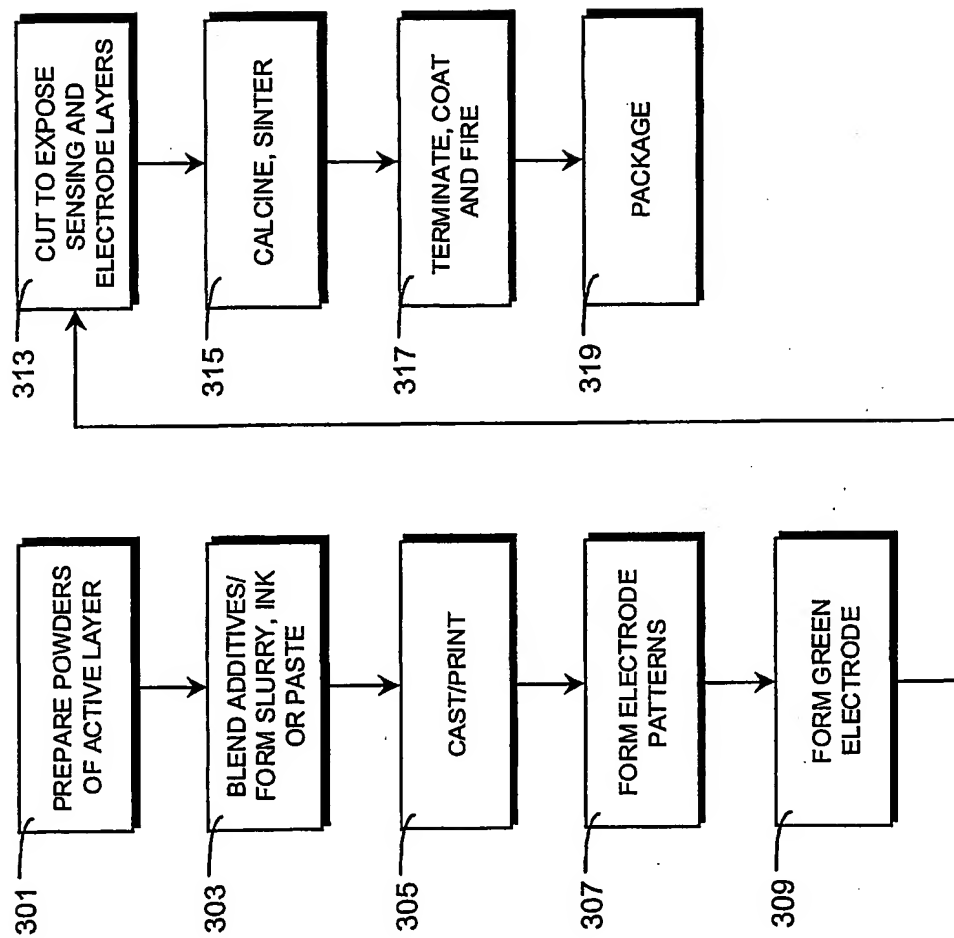 301
PREPARE POWDERS
OF ACTIVE LAYER
303
BLEND ADDITIVES/
FORM SLURRY, INK
OR PASTE
305
CAST/PRINT
307
FORM ELECTRODE
PATTERNS
309
FORM GREEN
ELECTRODE
313
CUT TO EXPOSE
SENSING AND
ELECTRODE LAYERS
315
CALCINE, SINTER
317
TERMINATE, COAT
AND FIRE
319
PACKAGE